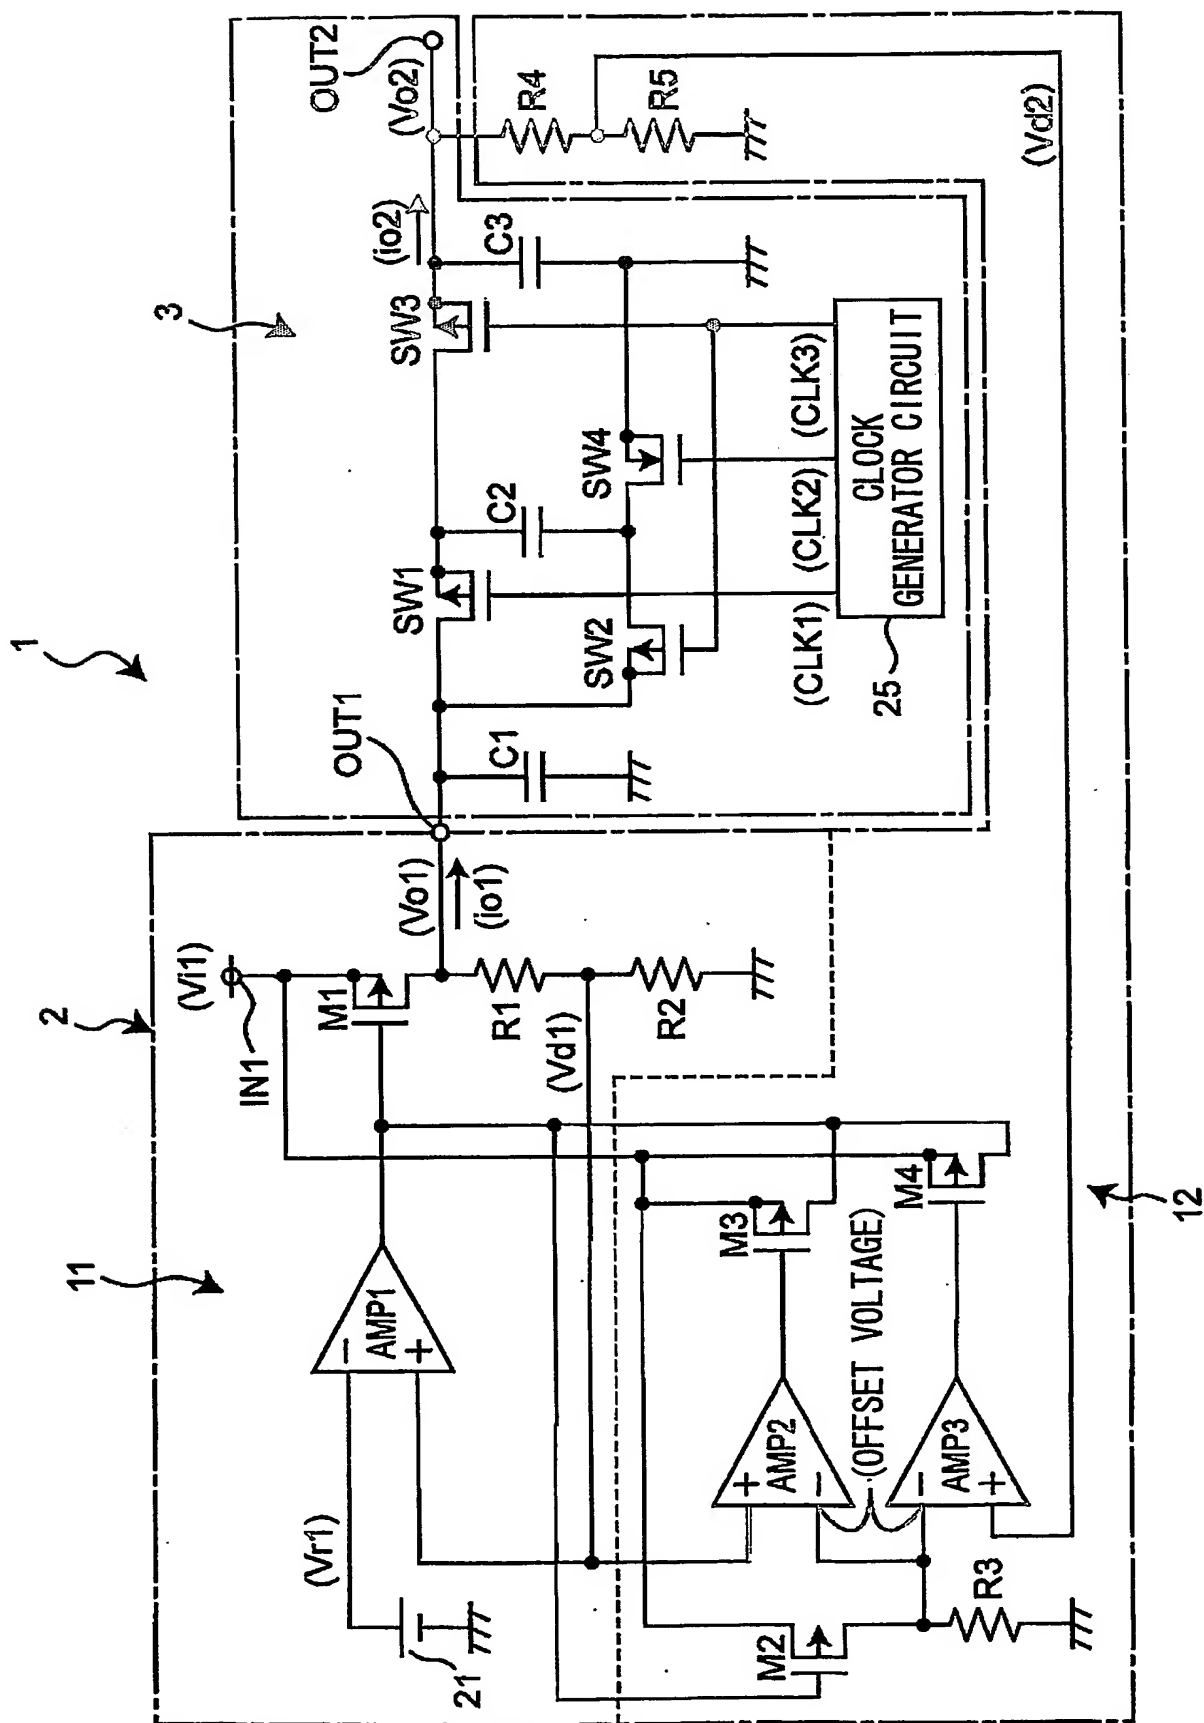 1
2
3
11
IN1
(Vi1)
M1
(Vo1)
(io1)
OUT1
R1
R2
(Vd1)
(Vr1)
21
AMP1
−
+
C1
SW1
C2
SW2
SW4
SW3
(io2)
C3
(Vo2)
OUT2
R4
R5
(Vd2)
(CLK1)
(CLK2)
(CLK3)
CLOCK
GENERATOR CIRCUIT
25
M2
R3
+
AMP2
−
(OFFSET VOLTAGE)
−
AMP3
+
M3
M4
12